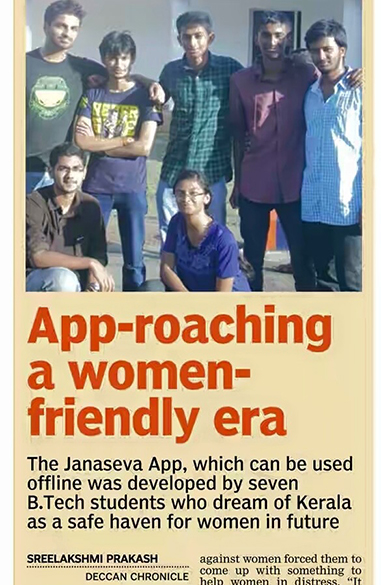 App-roaching
a women-
friendly era
The Janaseva App, which can be used
offline was developed by seven
B.Tech students who dream of Kerala
as a safe haven for women in future
SREELAKSHMI PRAKASH
DECCAN CHRONICLE
against women forced them to
come up with something to
help women in distress. “It